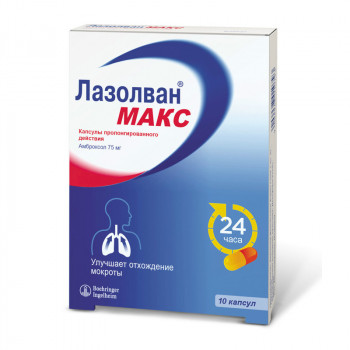 Лазолван®
МАКС
Капсулы пролонгированного
действия
Амброксол 75 мг
24
часа
Улучшает отхождение
мокроты
Boehringer
Ingelheim
10 капсул